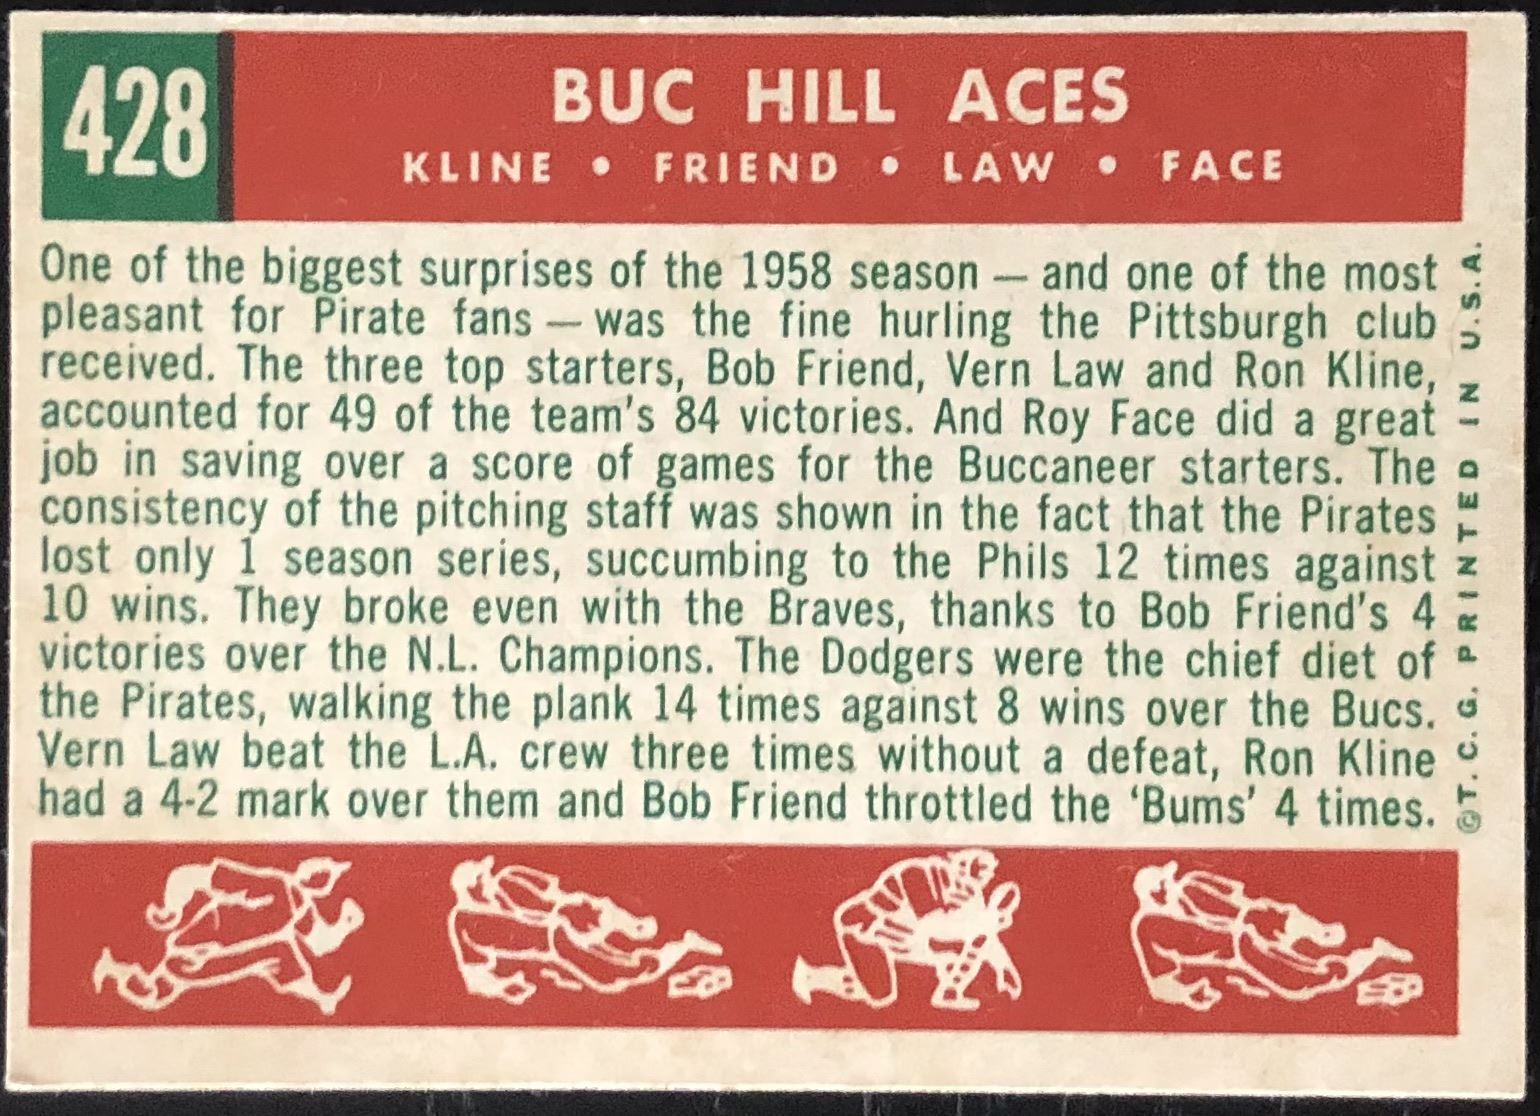 428
BUC HILL ACES
KLINE • FRIEND • LAW • FACE
One of the biggest surprises of the 1958 season — and one of the most
pleasant for Pirate fans — was the fine hurling the Pittsburgh club
received. The three top starters, Bob Friend, Vern Law and Ron Kline,
accounted for 49 of the team's 84 victories. And Roy Face did a great
job in saving over a score of games for the Buccaneer starters. The
consistency of the pitching staff was shown in the fact that the Pirates
lost only 1 season series, succumbing to the Phils 12 times against
10 wins. They broke even with the Braves, thanks to Bob Friend's 4
victories over the N.L. Champions. The Dodgers were the chief diet of
the Pirates, walking the plank 14 times against 8 wins over the Bucs.
Vern Law beat the L.A. crew three times without a defeat, Ron Kline
had a 4-2 mark over them and Bob Friend throttled the ‘Bums’ 4 times.
©T.C.G. PRINTED IN U.S.A.